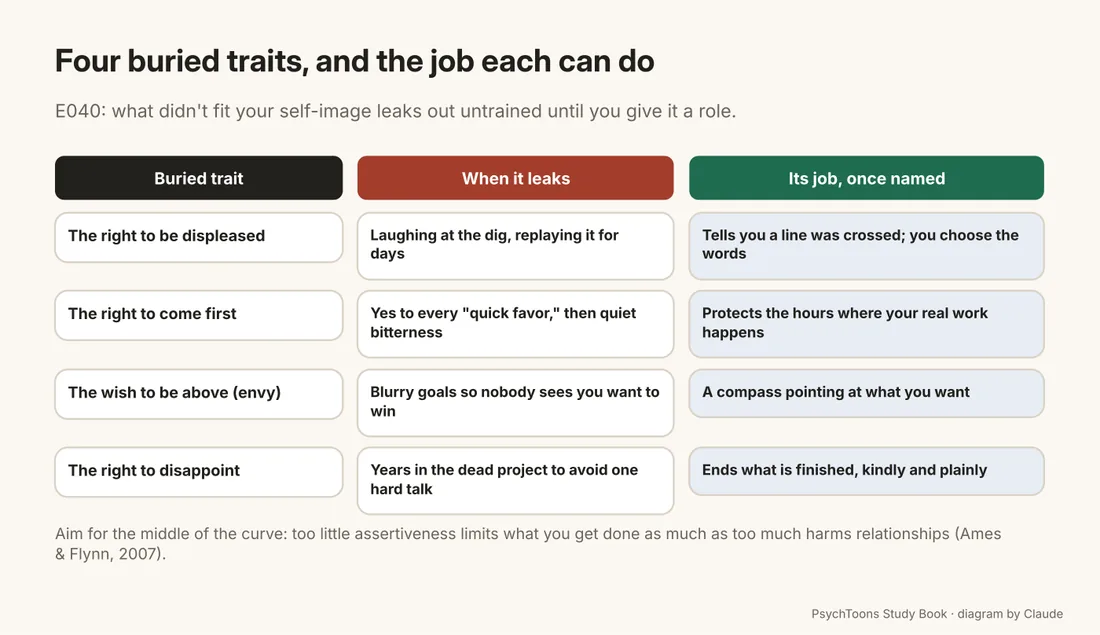 Four buried traits, and the job each can do
E040: what didn't fit your self-image leaks out untrained until you give it a role.
Buried trait
When it leaks
Its job, once named
The right to be displeased
Laughing at the dig, replaying it for
days
Tells you a line was crossed; you choose the
words
The right to come first
Yes to every "quick favor," then quiet
bitterness
Protects the hours where your real work
happens
The wish to be above (envy)
Blurry goals so nobody sees you want to
win
A compass pointing at what you want
The right to disappoint
Years in the dead project to avoid one
hard talk
Ends what is finished, kindly and plainly
Aim for the middle of the curve: too little assertiveness limits what you get done as much as too much harms relationships (Ames
& Flynn, 2007).
PsychToons Study Book · diagram by Claude